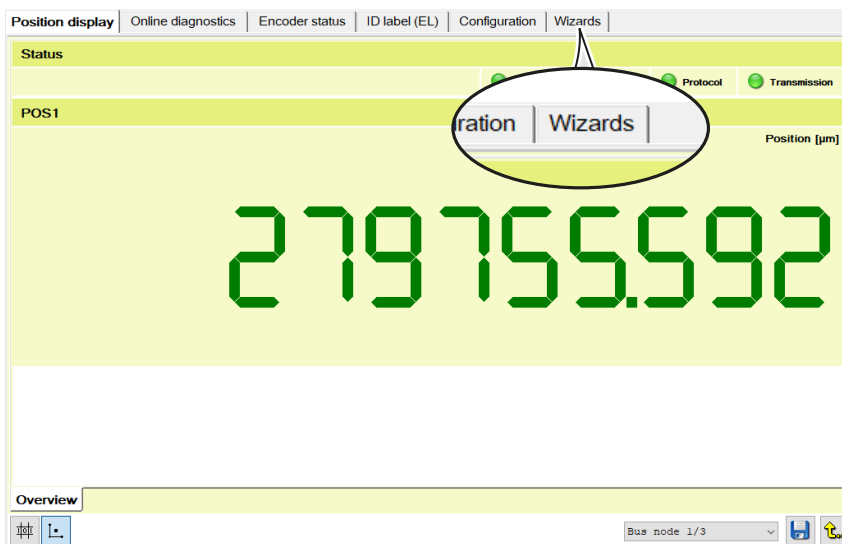 Position display Online diagnostics Encoder status ID label (EL) Configuration Wizards
Status
Protocol Transmission
POS1
ration Wizards
Position [µm]
279755.592
Overview
Bus node 1/3